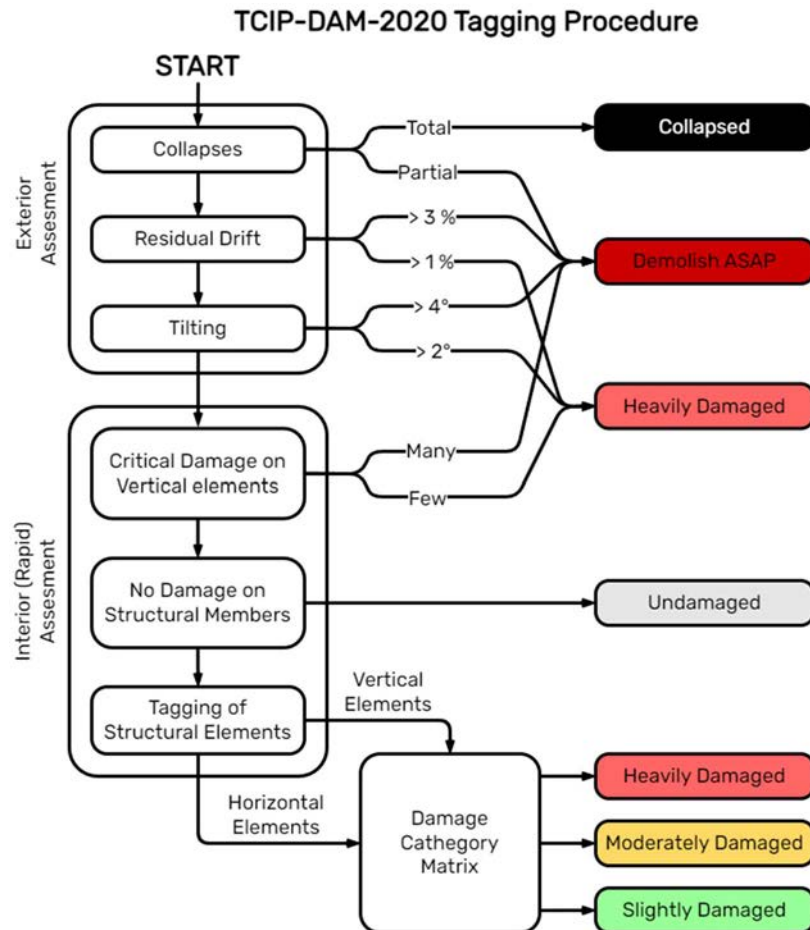 TCIP-DAM-2020 Tagging Procedure
START
Exterior
Assesment
Collapses
Total
Partial
Collapsed
Residual Drift
> 3 %
> 1 %
Demolish ASAP
Tilting
> 4°
> 2°
Heavily Damaged
Interior (Rapid)
Assesment
Critical Damage on
Vertical elements
Many
Few
No Damage on
Structural Members
Undamaged
Tagging of
Structural Elements
Vertical
Elements
Horizontal
Elements
Damage
Cathegory
Matrix
Heavily Damaged
Moderately Damaged
Slightly Damaged